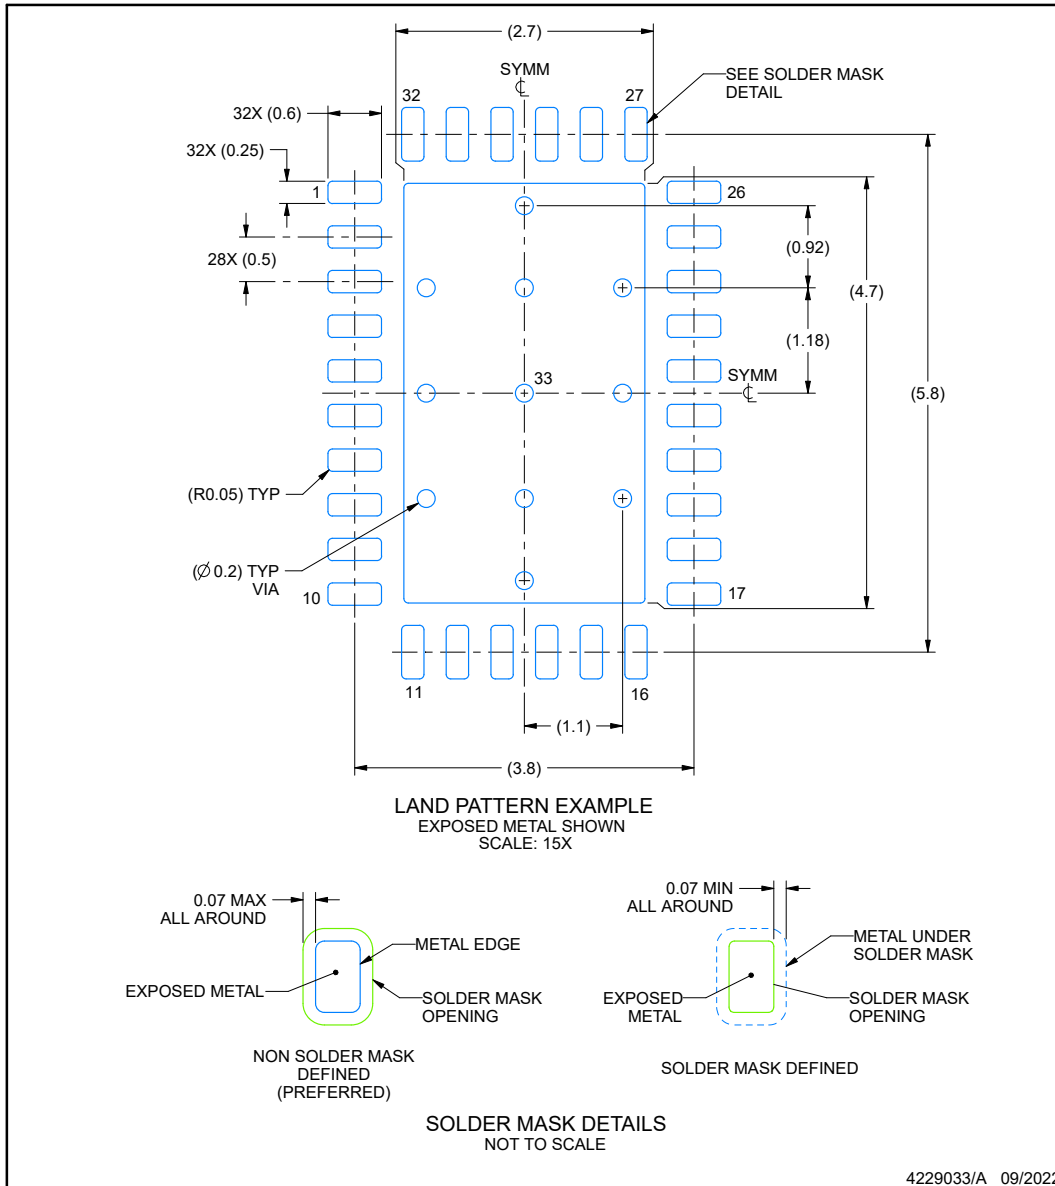 (2.7)
SYMM
℄
32
27
SEE SOLDER MASK
DETAIL
32X (0.6)
32X (0.25)
1
26
28X (0.5)
(0.92)
(4.7)
(1.18)
33
SYMM
℄
(5.8)
(R0.05) TYP
(Ø 0.2) TYP
VIA
10
17
11
16
(1.1)
(3.8)
LAND PATTERN EXAMPLE
EXPOSED METAL SHOWN
SCALE: 15X
0.07 MAX
ALL AROUND
METAL EDGE
EXPOSED METAL
SOLDER MASK
OPENING
NON SOLDER MASK
DEFINED
(PREFERRED)
0.07 MIN
ALL AROUND
METAL UNDER
SOLDER MASK
EXPOSED
METAL
SOLDER MASK
OPENING
SOLDER MASK DEFINED
SOLDER MASK DETAILS
NOT TO SCALE
4229033/A 09/2022